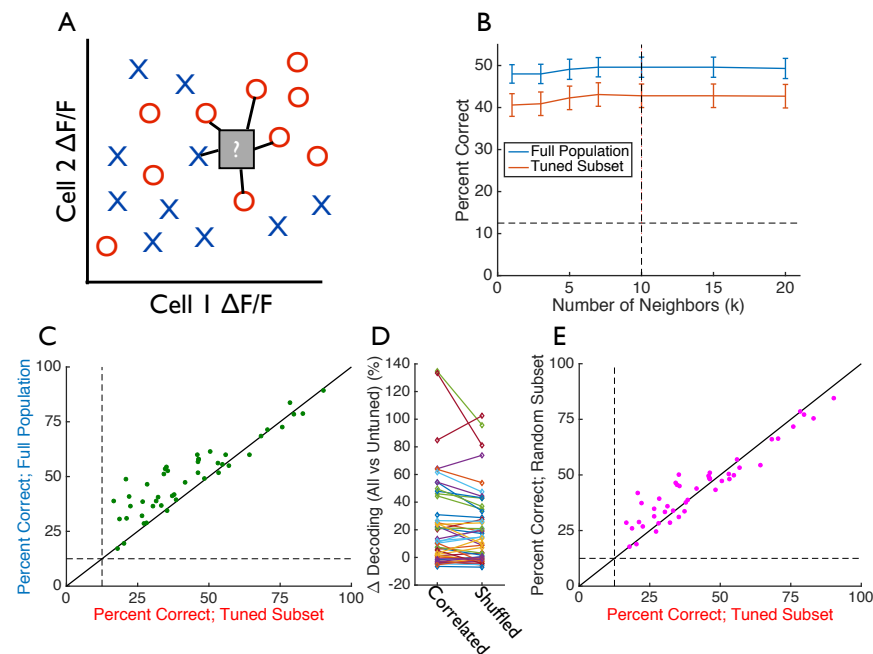 A
Cell 2 ΔF/F
?
Cell 1 ΔF/F
B
Percent Correct
50
40
30
20
10
0
Full Population
Tuned Subset
0
5
10
15
20
Number of Neighbors (k)
C
Percent Correct; Full Population
100
75
50
25
0
0
25
50
75
100
Percent Correct; Tuned Subset
D
Δ Decoding (All vs Untuned) (%)
140
120
100
80
60
40
20
0
-20
Correlated
Shuffled
E
Percent Correct; Random Subset
100
75
50
25
0
0
25
50
75
100
Percent Correct; Tuned Subset